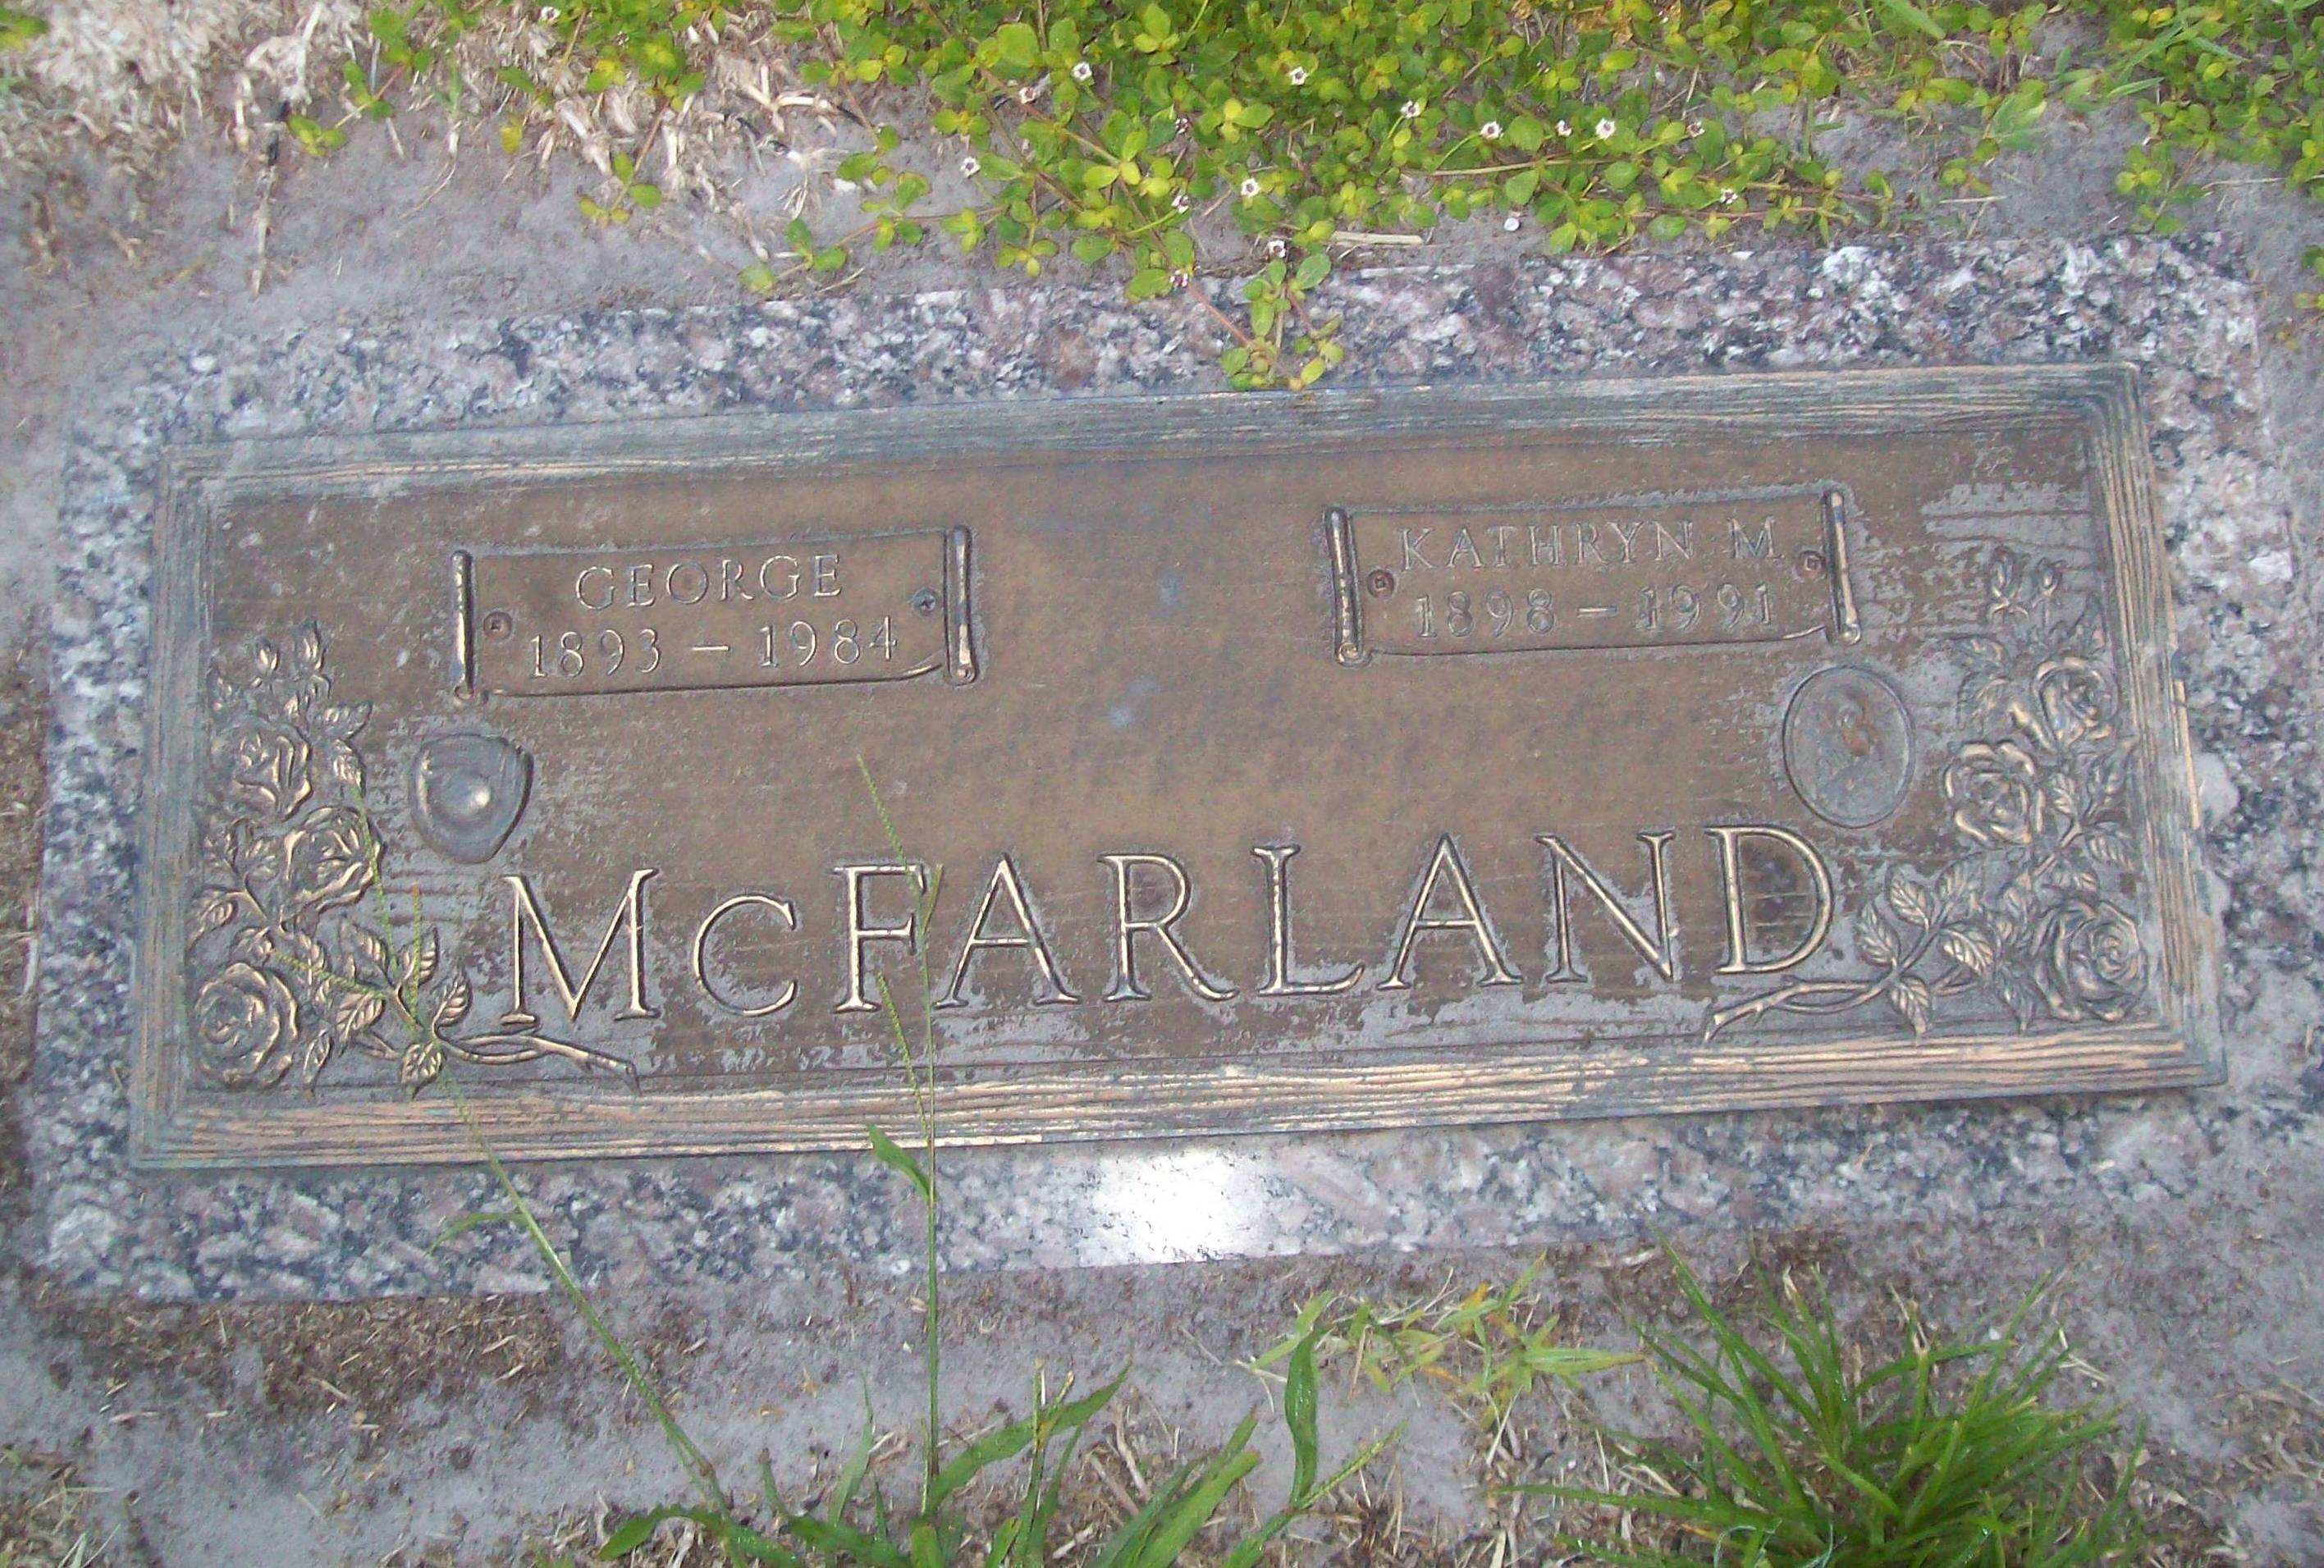 GEORGE
1893 – 1984
KATHRYN M.
1898 – 1991
McFARLAND